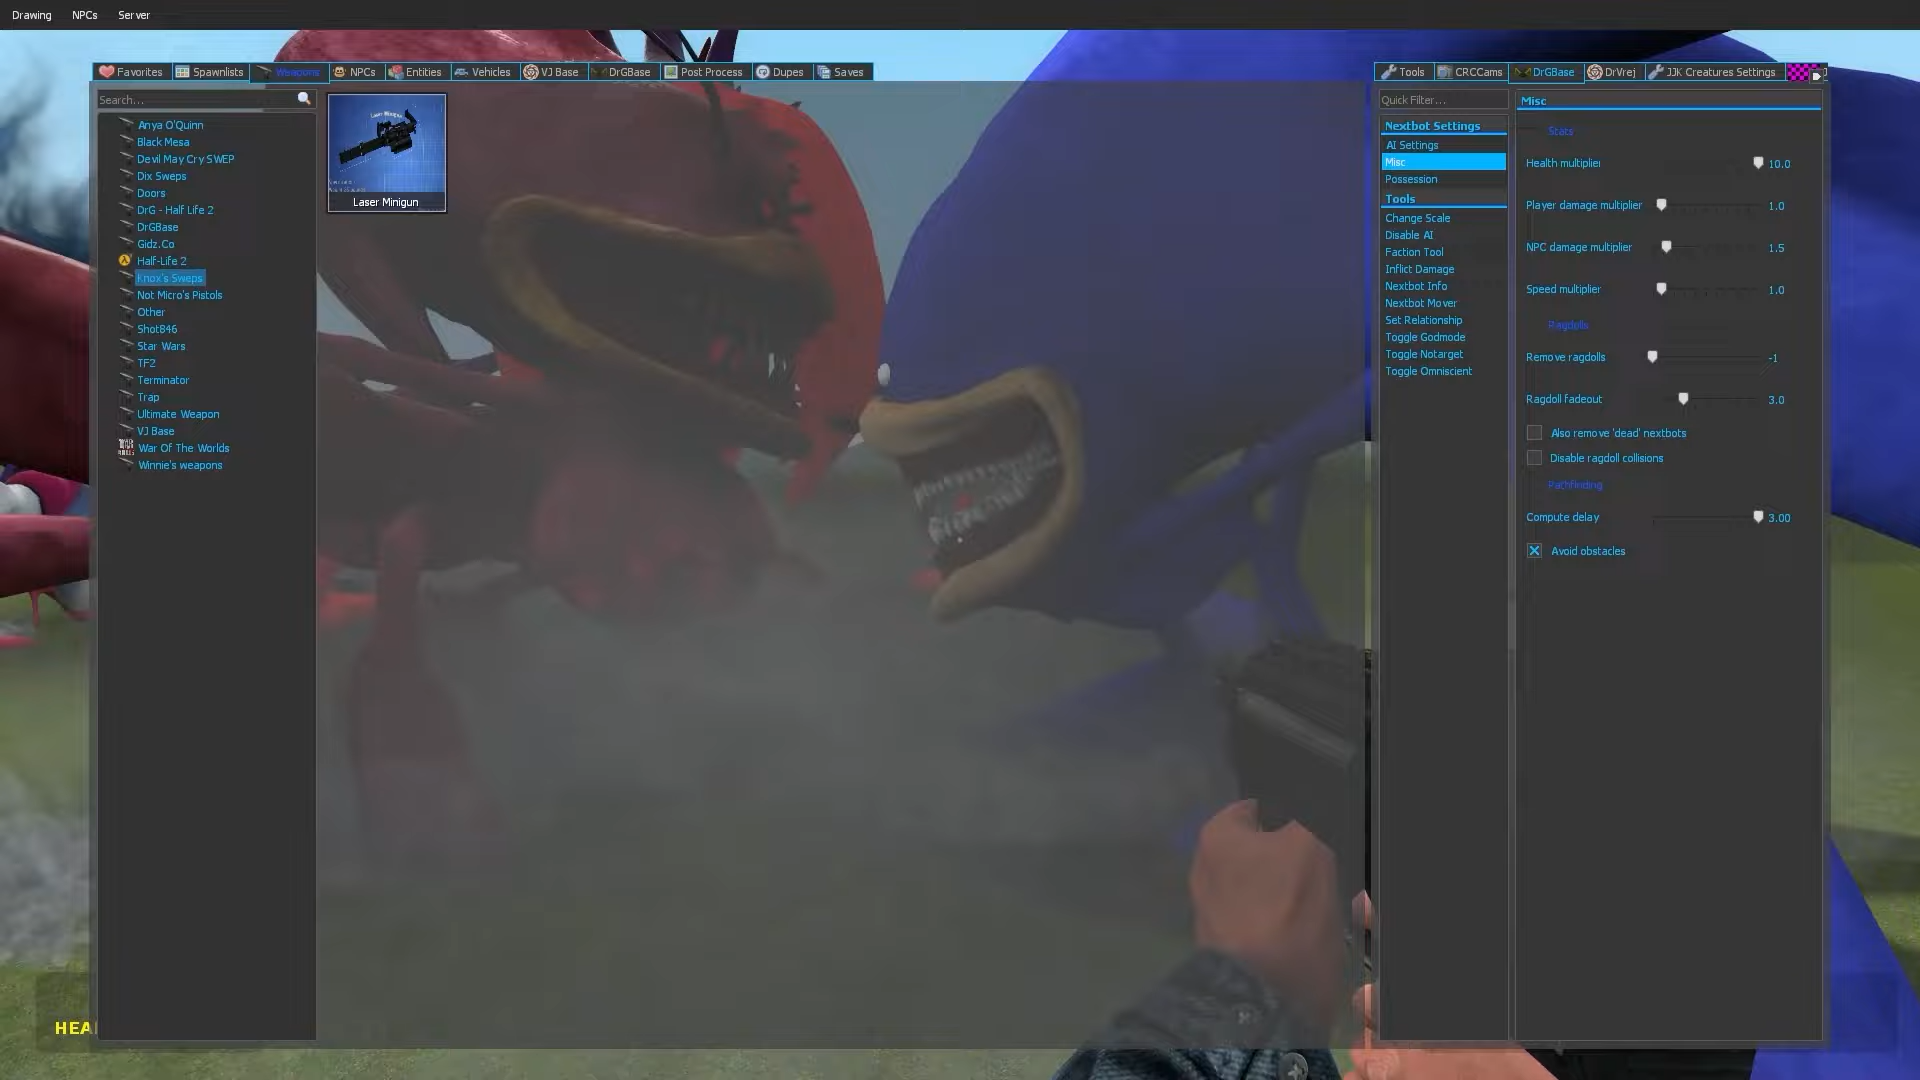 Drawing NPCs Server
Favorites Spawnlists Weapons NPCs Entities Vehicles VJ Base DrGBase Post Process Dupes Saves
Tools CRCCams DrGBase DrVrej JJK Creatures Settings
Search...
Anya O'Quinn
Black Mesa
Devil May Cry SWEP
Dix Sweps
Doors
DrG - Half Life 2
DrGBase
Gidz.Co
Half-Life 2
Knox's Sweps
Not Micro's Pistols
Other
Shot846
Star Wars
TF2
Terminator
Trap
Ultimate Weapon
VJ Base
War Of The Worlds
Winnie's weapons
Laser Minigun
Laser Minigun
Quick Filter...
Nextbot Settings
AI Settings
Misc
Possession
Tools
Change Scale
Disable AI
Faction Tool
Inflict Damage
Nextbot Info
Nextbot Mover
Set Relationship
Toggle Godmode
Toggle Notarget
Toggle Omniscient
Misc
Stats
Health multiplier 10.0
Player damage multiplier 1.0
NPC damage multiplier 1.5
Speed multiplier 1.0
Ragdolls
Remove ragdolls -1
Ragdoll fadeout 3.0
Also remove 'dead' nextbots
Disable ragdoll collisions
Pathfinding
Compute delay 3.00
Avoid obstacles
HEA